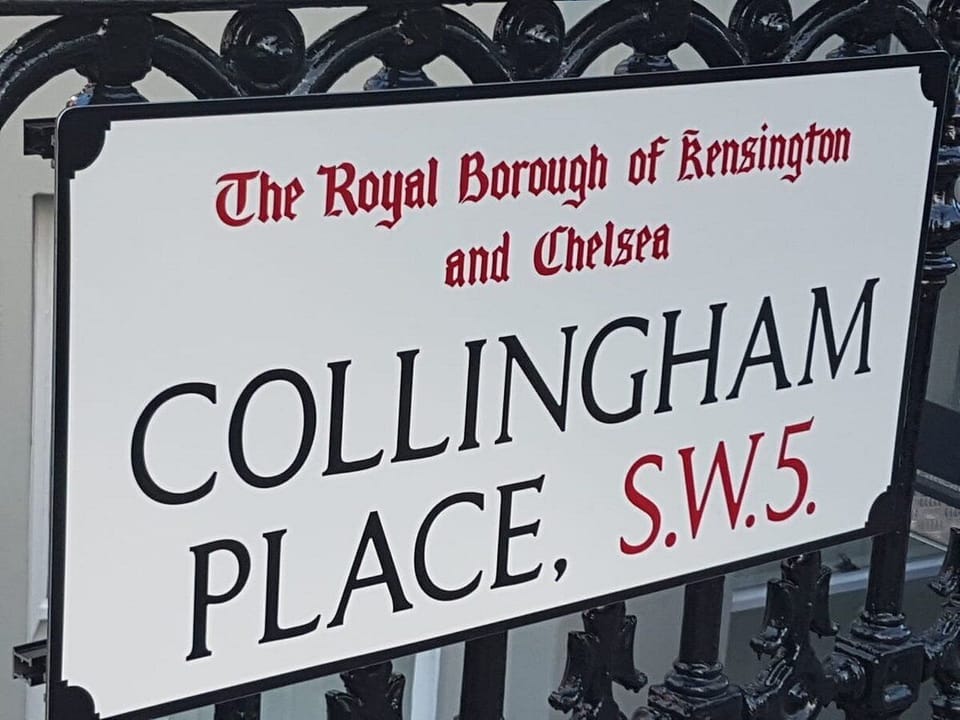 The Royal Borough of Kensington
and Chelsea
COLLINGHAM
PLACE, S.W.5.